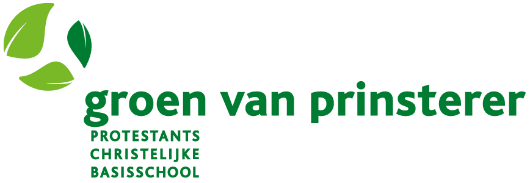 groen van prinsterer
PROTESTANTS
CHRISTELIJKE
BASISSCHOOL